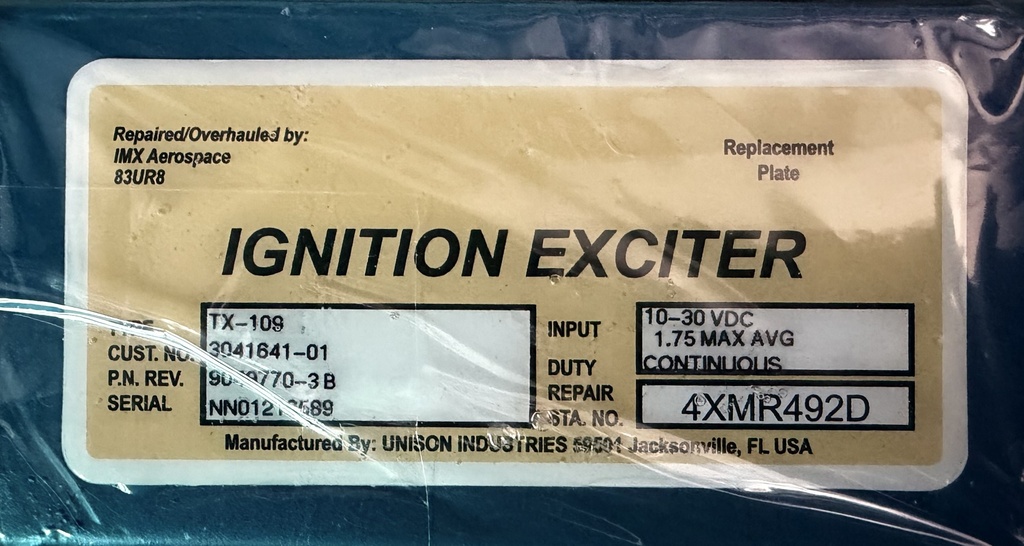 Repaired/Overhauled by:
IMX Aerospace
83UR8
Replacement
Plate
IGNITION EXCITER
TYPE TX-109
CUST. NO. 3041641-01
P.N. REV.
SERIAL
INPUT 10-30 VDC
1.75 MAX AVG
DUTY CONTINUOUS
REPAIR
STA. NO. 4XMR492D
Manufactured By: UNISON INDUSTRIES 59501 Jacksonville, FL USA